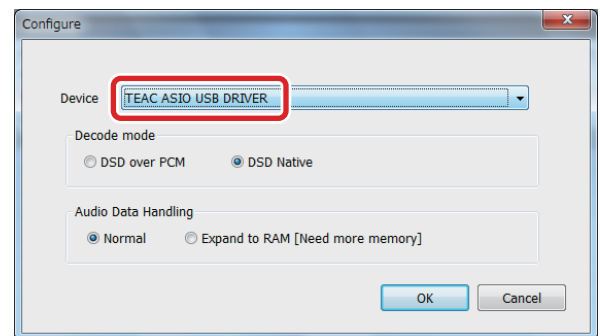 Configure
Device TEAC ASIO USB DRIVER
Decode mode
DSD over PCM DSD Native
Audio Data Handling
Normal Expand to RAM [Need more memory]
OK Cancel